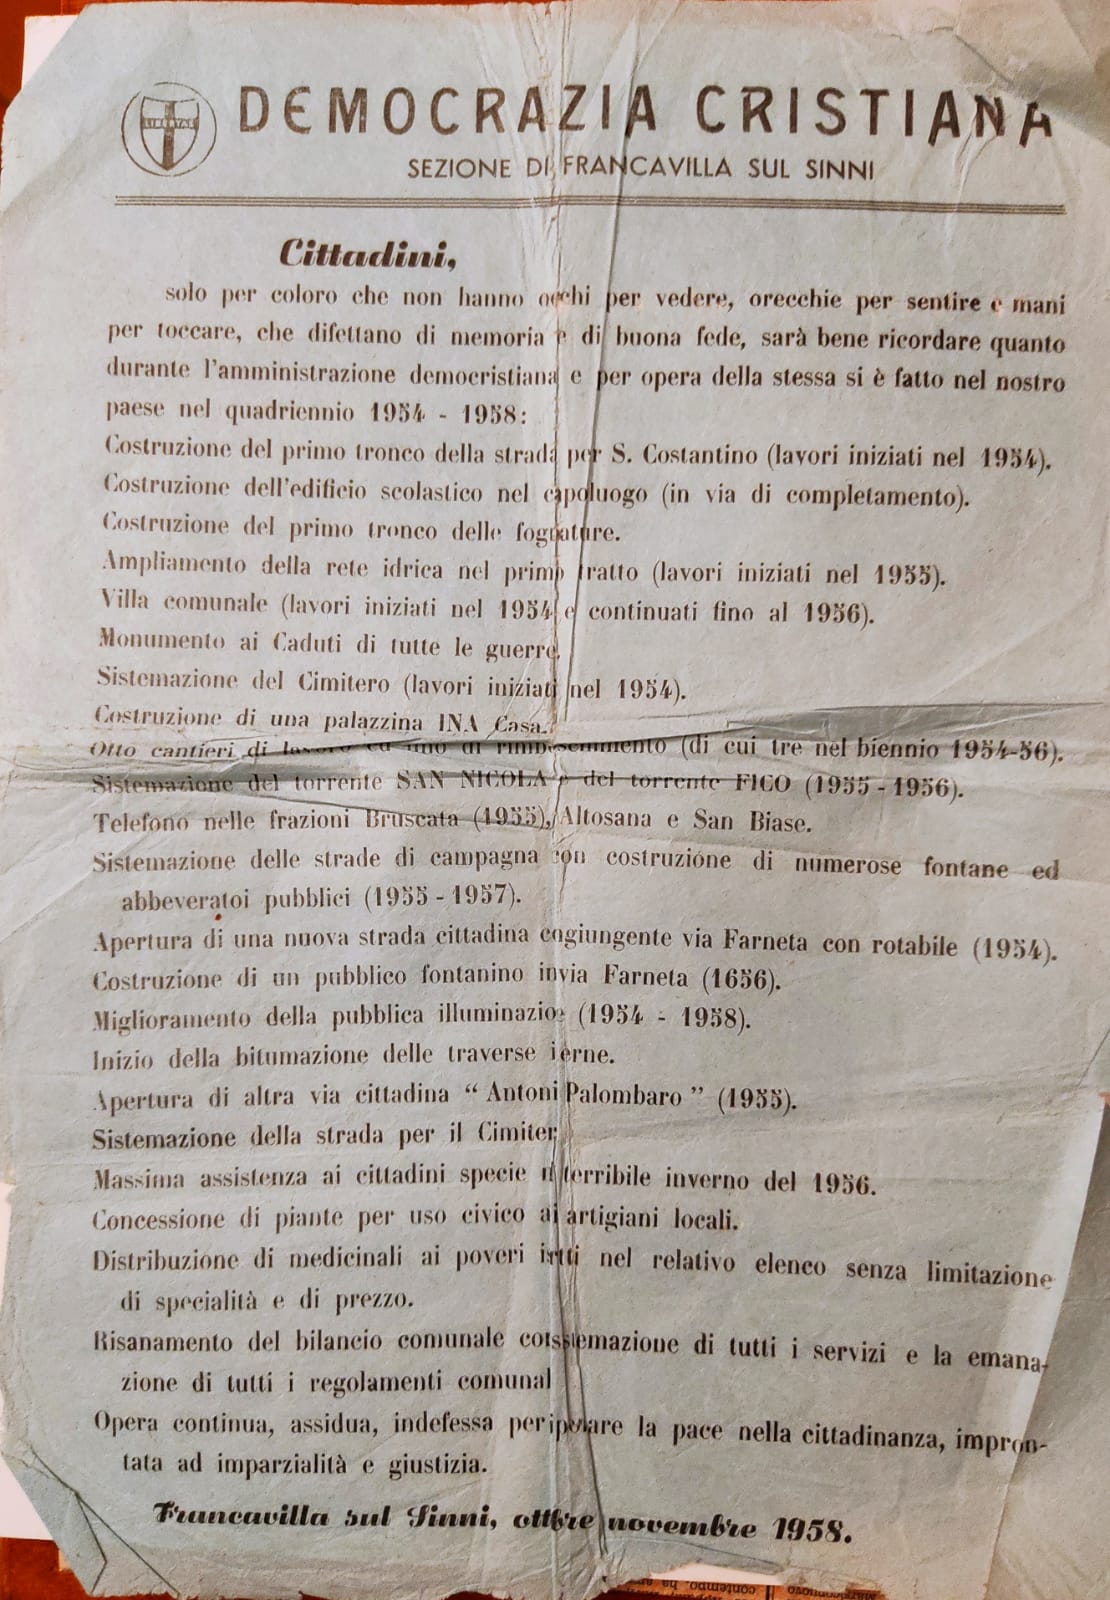 LIBERTAS
DEMOCRAZIA CRISTIANA
SEZIONE DI FRANCAVILLA SUL SINNI
Cittadini,
solo per coloro che non hanno occhi per vedere, orecchie per sentire e mani
per toccare, che difettano di memoria e di buona fede, sarà bene ricordare quanto
durante l'amministrazione democristiana e per opera della stessa si è fatto nel nostro
paese nel quadriennio 1954 - 1958:
Costruzione del primo tronco della strada per S. Costantino (lavori iniziati nel 1954).
Costruzione dell'edificio scolastico nel capoluogo (in via di completamento).
Costruzione del primo tronco delle fognature.
Ampliamento della rete idrica nel primo tratto (lavori iniziati nel 1955).
Villa comunale (lavori iniziati nel 1954 e continuati fino al 1956).
Monumento ai Caduti di tutte le guerre.
Sistemazione del Cimitero (lavori iniziati nel 1954).
Costruzione di una palazzina INA Casa.
Otto cantieri di lavoro ed uno di rimboschimento (di cui tre nel biennio 1954-56).
Sistemazione del torrente SAN NICOLA e del torrente FICO (1955 - 1956).
Telefono nelle frazioni Bruscata (1955), Altosana e San Biase.
Sistemazione delle strade di campagna con costruzione di numerose fontane ed
abbeveratoi pubblici (1955 - 1957).
Apertura di una nuova strada cittadina cogiungente via Farneta con rotabile (1954).
Costruzione di un pubblico fontanino in via Farneta (1656).
Miglioramento della pubblica illuminazione (1954 - 1958).
Inizio della bitumazione delle traverse interne.
Apertura di altra via cittadina " Antoni Palombaro " (1955).
Sistemazione della strada per il Cimiter
Massima assistenza ai cittadini specie terribile inverno del 1956.
Concessione di piante per uso civico ai artigiani locali.
Distribuzione di medicinali ai poveri iscritti nel relativo elenco senza limitazione
di specialità e di prezzo.
Risanamento del bilancio comunale con sistemazione di tutti i servizi e la emana-
zione di tutti i regolamenti comunal
Opera continua, assidua, indefessa per la pace nella cittadinanza, impron-
tata ad imparzialità e giustizia.
Francavilla sul Sinni, ottobre novembre 1958.